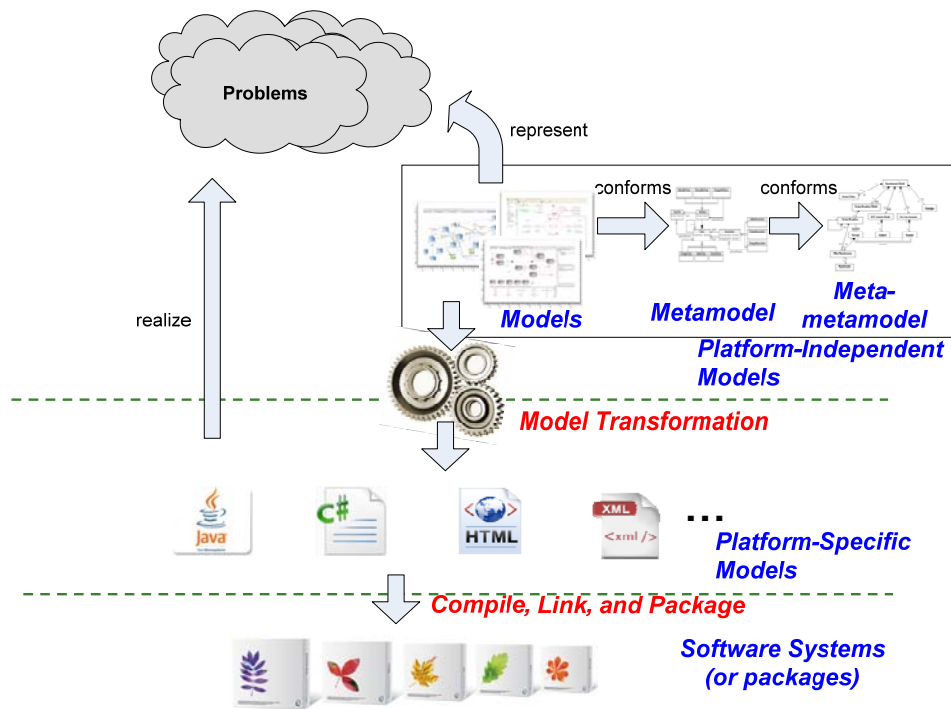 Problems
represent
conforms
conforms
realize
Models
Metamodel
Meta-
metamodel
Platform-Independent
Models
Model Transformation
Java
C#
HTML
XML
<xml/>
...
Platform-Specific
Models
Compile, Link, and Package
Software Systems
(or packages)